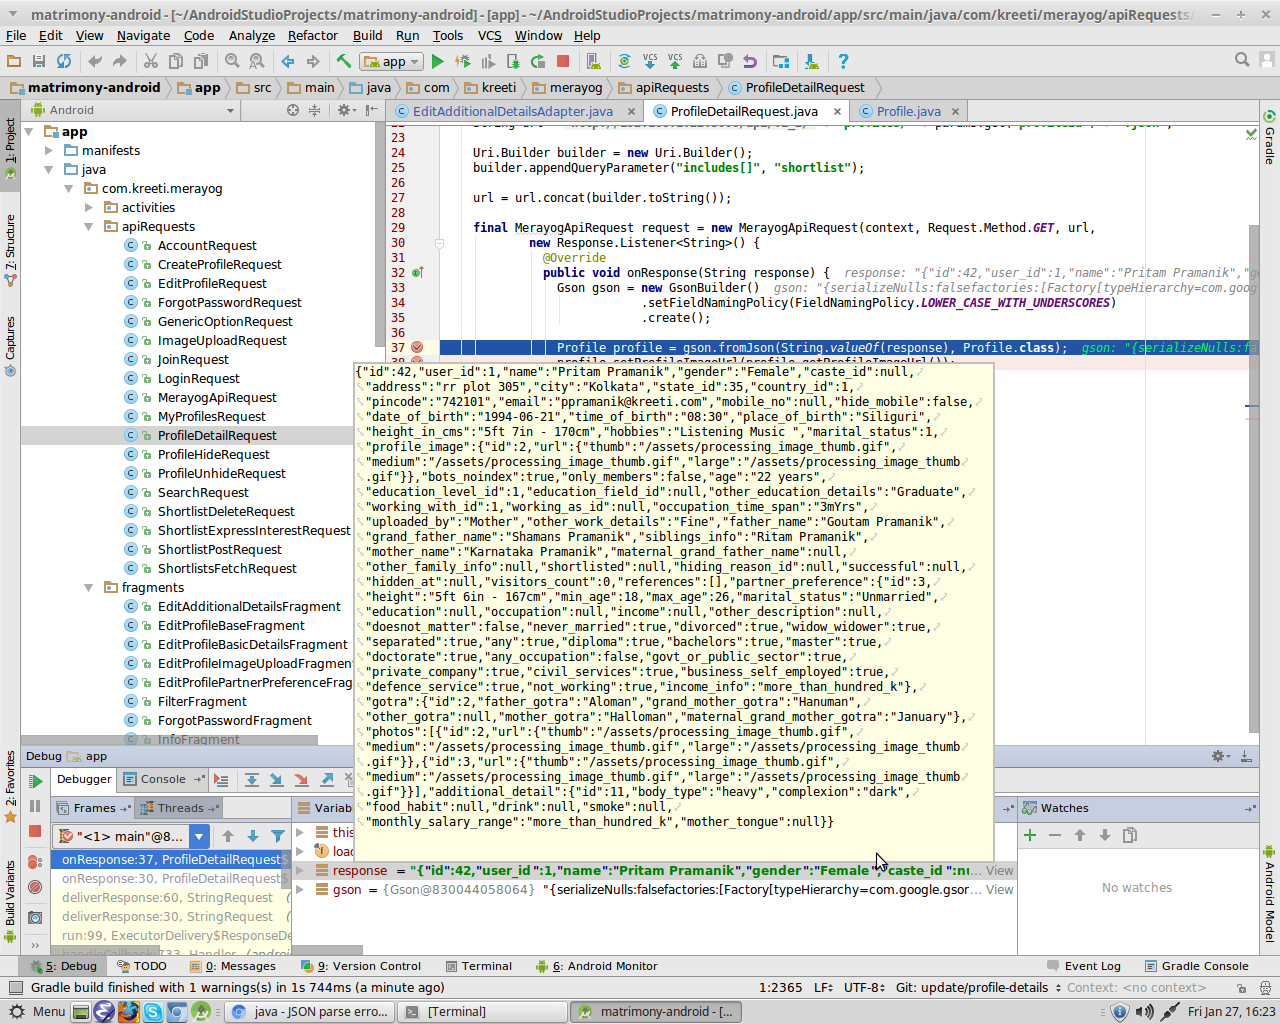 matrimony-android - [~/AndroidStudioProjects/matrimony-android] - [app] - ~/AndroidStudioProjects/matrimony-android/app/src/main/java/com/kreeti/merayog/apiRequests/
File Edit View Navigate Code Analyze Refactor Build Run Tools VCS Window Help
app
matrimony-android app src main java com kreeti merayog apiRequests ProfileDetailRequest
Android
EditAdditionalDetailsAdapter.java ProfileDetailRequest.java Profile.java
1: Project
7: Structure
Captures
2: Favorites
Build Variants
Gradle
Android Model
app
manifests
java
com.kreeti.merayog
activities
apiRequests
AccountRequest
CreateProfileRequest
EditProfileRequest
ForgotPasswordRequest
GenericOptionRequest
ImageUploadRequest
JoinRequest
LoginRequest
MerayogApiRequest
MyProfilesRequest
ProfileDetailRequest
ProfileHideRequest
ProfileUnhideRequest
SearchRequest
ShortlistDeleteRequest
ShortlistExpressInterestRequest
ShortlistPostRequest
ShortlistsFetchRequest
fragments
EditAdditionalDetailsFragment
EditProfileBaseFragment
EditProfileBasicDetailsFragment
EditProfileImageUploadFragmen
EditProfilePartnerPreferenceFrag
FilterFragment
ForgotPasswordFragment
InfoFragment
24 Uri.Builder builder = new Uri.Builder();
25 builder.appendQueryParameter("includes[]", "shortlist");
26
27 url = url.concat(builder.toString());
28
29 final MerayogApiRequest request = new MerayogApiRequest(context, Request.Method.GET, url,
30 new Response.Listener<String>() {
31 @Override
32 public void onResponse(String response) { response: "{"id":42,"user_id":1,"name":"Pritam Pramanik","g
33 Gson gson = new GsonBuilder() gson: "{serializeNulls:falsefactories:[Factory[typeHierarchy=com.goog
34 .setFieldNamingPolicy(FieldNamingPolicy.LOWER_CASE_WITH_UNDERSCORES)
35 .create();
36
37 Profile profile = gson.fromJson(String.valueOf(response), Profile.class); gson: "{serializeNulls:fa
{"id":42,"user_id":1,"name":"Pritam Pramanik","gender":"Female","caste_id":null,
"address":"rr plot 305","city":"Kolkata","state_id":35,"country_id":1,
"pincode":"742101","email":"ppramanik@kreeti.com","mobile_no":null,"hide_mobile":false,
"date_of_birth":"1994-06-21","time_of_birth":"08:30","place_of_birth":"Siliguri",
"height_in_cms":"5ft 7in - 170cm","hobbies":"Listening Music ","marital_status":1,
"profile_image":{"id":2,"url":{"thumb":"/assets/processing_image_thumb.gif",
"medium":"/assets/processing_image_thumb.gif","large":"/assets/processing_image_thumb
.gif"}},"bots_noindex":true,"only_members":false,"age":"22 years",
"education_level_id":1,"education_field_id":null,"other_education_details":"Graduate",
"working_with_id":1,"working_as_id":null,"occupation_time_span":"3mYrs",
"uploaded_by":"Mother","other_work_details":"Fine","father_name":"Goutam Pramanik",
"grand_father_name":"Shamans Pramanik","siblings_info":"Ritam Pramanik",
"mother_name":"Karnataka Pramanik","maternal_grand_father_name":null,
"other_family_info":null,"shortlisted":null,"hiding_reason_id":null,"successful":null,
"hidden_at":null,"visitors_count":0,"references":[],"partner_preference":{"id":3,
"height":"5ft 6in - 167cm","min_age":18,"max_age":26,"marital_status":"Unmarried",
"education":null,"occupation":null,"income":null,"other_description":null,
"doesnot_matter":false,"never_married":true,"divorced":true,"widow_widower":true,
"separated":true,"any":true,"diploma":true,"bachelors":true,"master":true,
"doctorate":true,"any_occupation":false,"govt_or_public_sector":true,
"private_company":true,"civil_services":true,"business_self_employed":true,
"defence_service":true,"not_working":true,"income_info":"more_than_hundred_k"},
"gotra":{"id":2,"father_gotra":"Aloman","grand_mother_gotra":"Hanuman",
"other_gotra":null,"mother_gotra":"Halloman","maternal_grand_mother_gotra":"January"},
"photos":[{"id":2,"url":{"thumb":"/assets/processing_image_thumb.gif",
"medium":"/assets/processing_image_thumb.gif","large":"/assets/processing_image_thumb
.gif"}},{"id":3,"url":{"thumb":"/assets/processing_image_thumb.gif",
"medium":"/assets/processing_image_thumb.gif","large":"/assets/processing_image_thumb
.gif"}}],"additional_detail":{"id":11,"body_type":"heavy","complexion":"dark",
"food_habit":null,"drink":null,"smoke":null,
"monthly_salary_range":"more_than_hundred_k","mother_tongue":null}}
Debug app
Debugger Console
Frames Threads
"<1> main"@8...
onResponse:37, ProfileDetailRequest
onResponse:30, ProfileDetailRequest
deliverResponse:60, StringRequest
deliverResponse:30, StringRequest
run:99, ExecutorDelivery$ResponseDe
handleCallback:733, Handler
Variab
this
loac
response = "{"id":42,"user_id":1,"name":"Pritam Pramanik","gender":"Female","caste_id":nu... View
gson = {Gson@830044058064} "{serializeNulls:falsefactories:[Factory[typeHierarchy=com.google.gsor... View
Watches
No watches
5: Debug TODO 0: Messages 9: Version Control Terminal 6: Android Monitor Event Log Gradle Console
Gradle build finished with 1 warnings(s) in 1s 744ms (a minute ago) 1:2365 LF UTF-8 Git: update/profile-details Context: <no context>
Menu java - JSON parse erro... [Terminal] matrimony-android - [... Fri Jan 27, 16:23